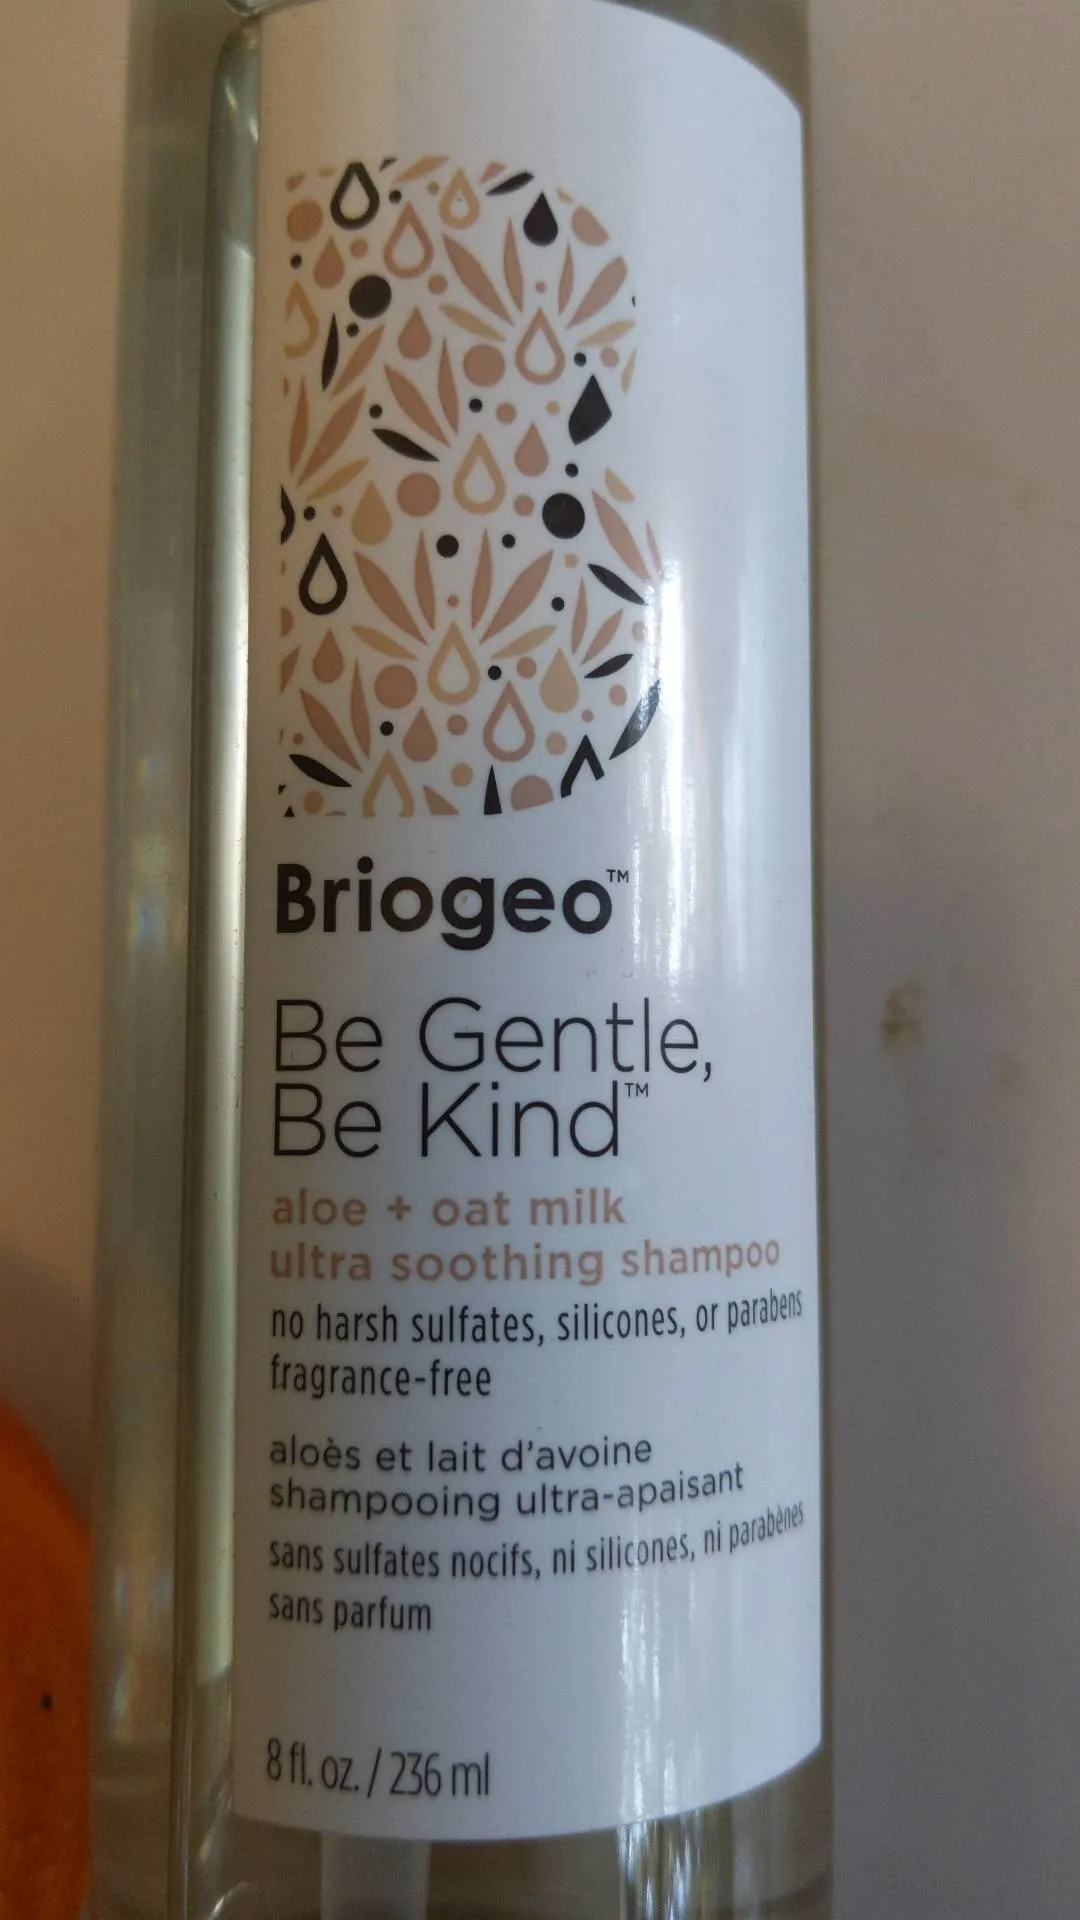 Briogeo™
Be Gentle,
Be Kind™
aloe + oat milk
ultra soothing shampoo
no harsh sulfates, silicones, or parabens
fragrance-free
aloès et lait d'avoine
shampooing ultra-apaisant
sans sulfates nocifs, ni silicones, ni parabènes
sans parfum
8 fl. oz. / 236 ml